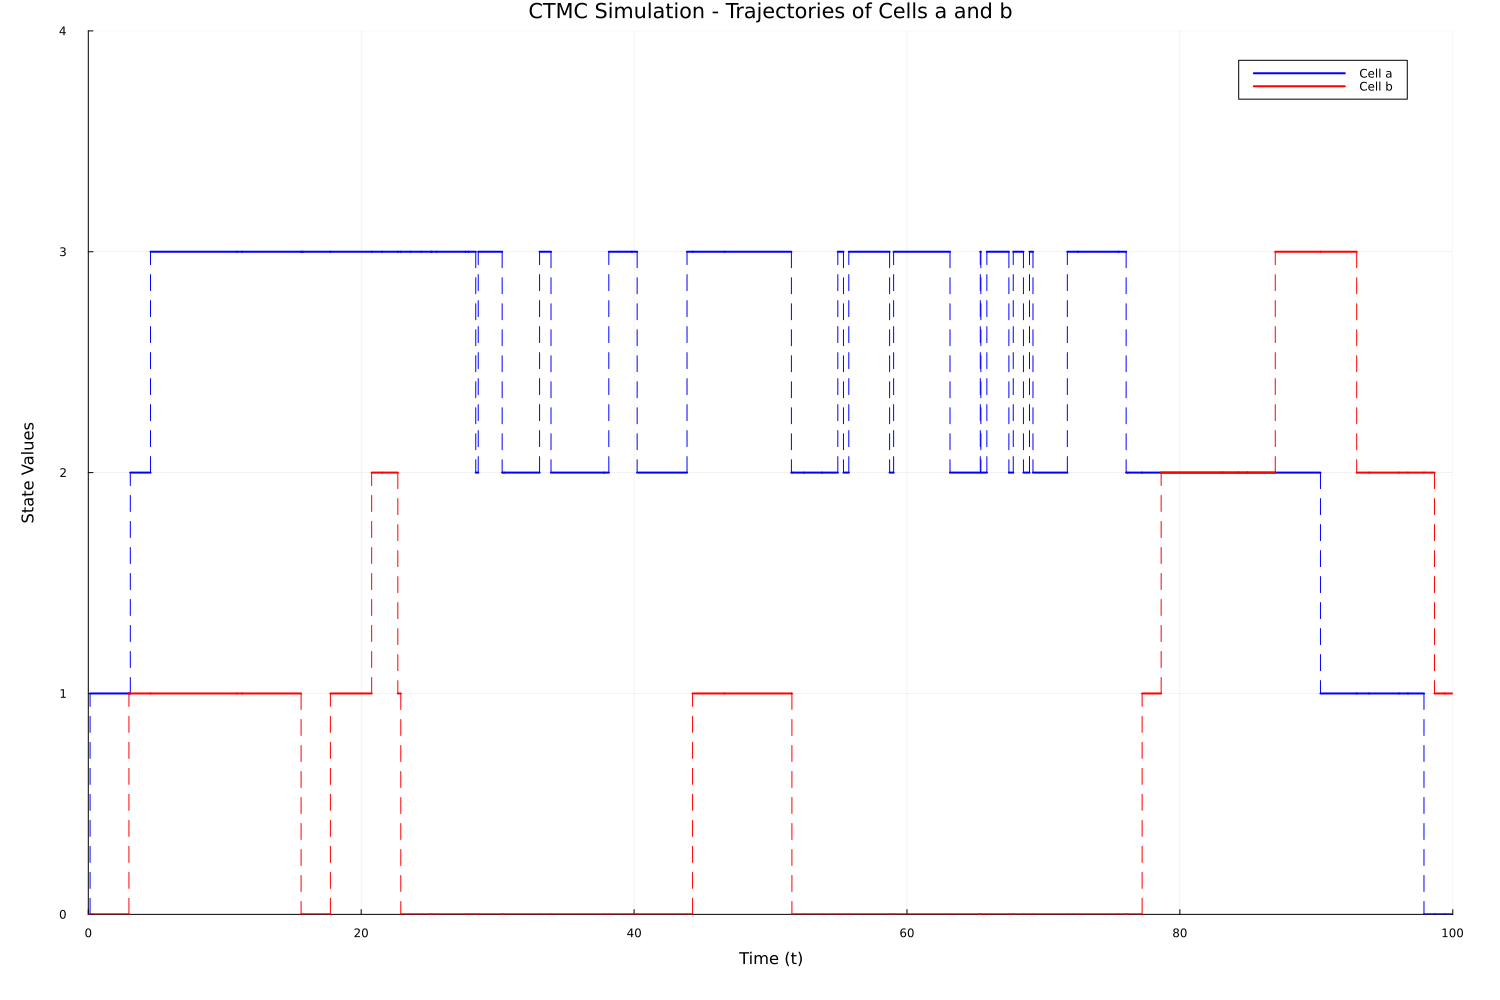 CTMC Simulation - Trajectories of Cells a and b
4
Cell a
Cell b
3
State Values
2
1
0
0 20 40 60 80 100
Time (t)